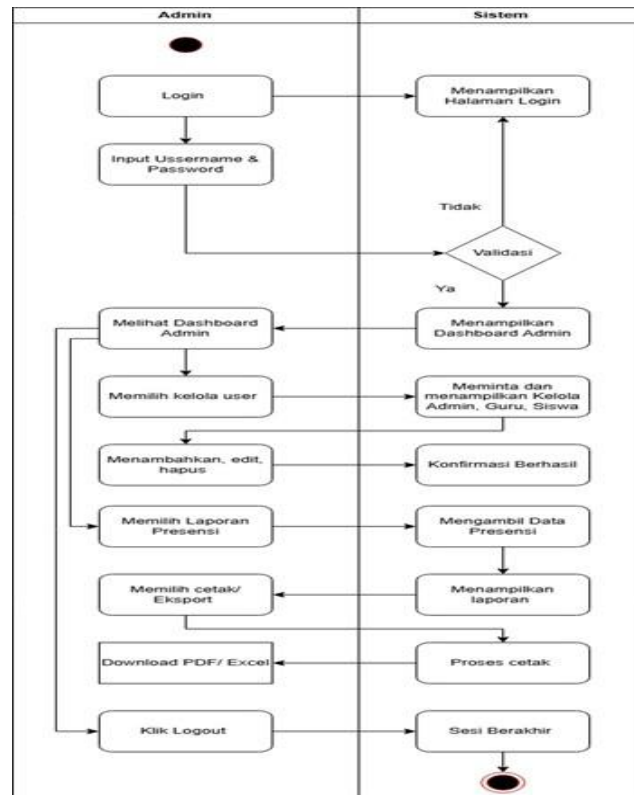 Admin
Sistem
Login
Menampilkan
Halaman Login
Input Ussername &
Password
Tidak
Validasi
Ya
Melihat Dashboard
Admin
Menampilkan
Dashboard Admin
Memilih kelola user
Meminta dan
menampilkan Kelola
Admin, Guru, Siswa
Menambahkan, edit,
hapus
Konfirmasi Berhasil
Memilih Laporan
Presensi
Mengambil Data
Presensi
Memilih cetak/
Eksport
Menampilkan
laporan
Download PDF/ Excel
Proses cetak
Klik Logout
Sesi Berakhir